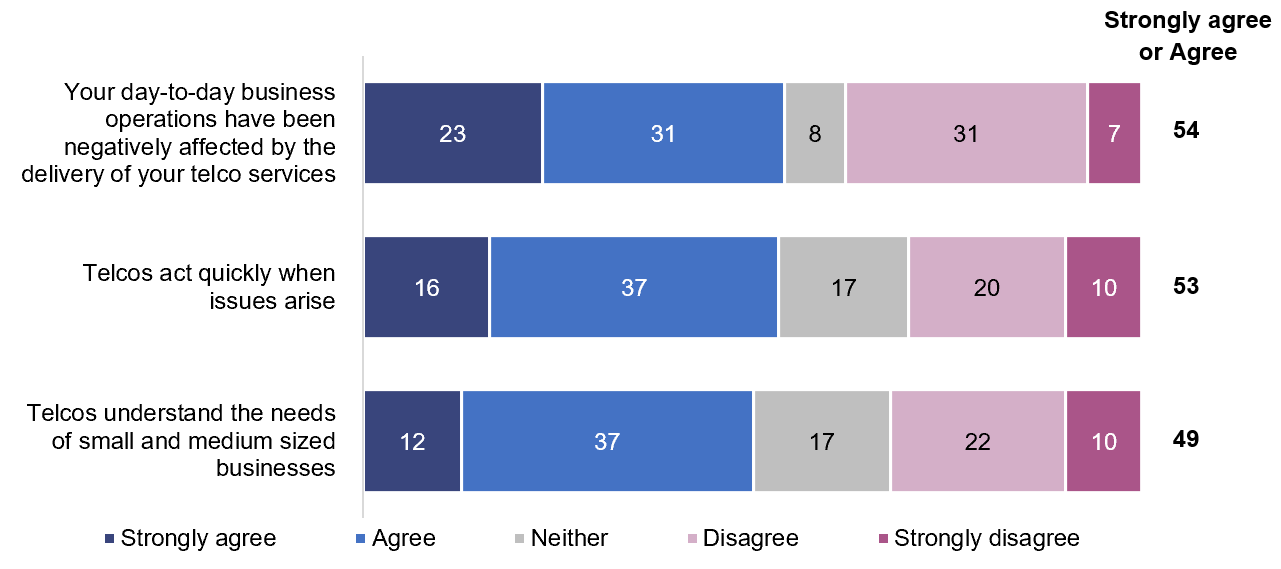 Strongly agree
or Agree
Your day-to-day business
operations have been
negatively affected by the
delivery of your telco services
23 31 8 31 7 54
Telcos act quickly when
issues arise
16 37 17 20 10 53
Telcos understand the needs
of small and medium sized
businesses
12 37 17 22 10 49
Strongly agree Agree Neither Disagree Strongly disagree